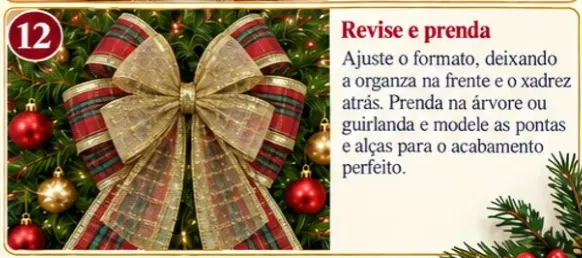 12
Revise e prenda
Ajuste o formato, deixando
a organza na frente e o xadrez
atrás. Prenda na árvore ou
guirlanda e modele as pontas
e alças para o acabamento
perfeito.